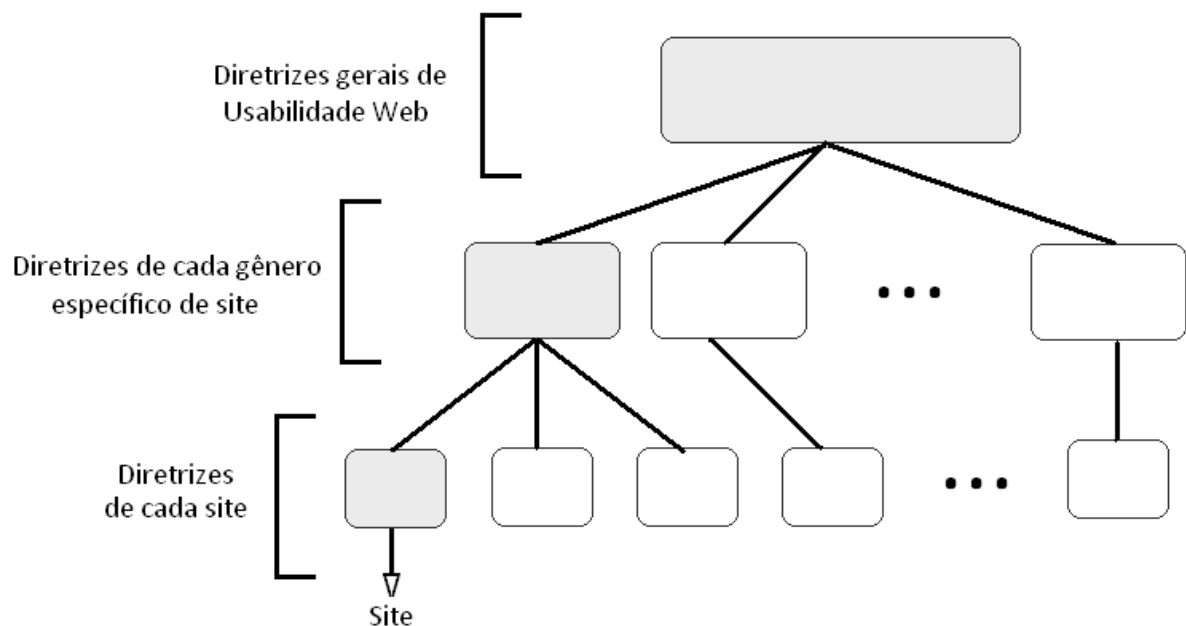 Diretrizes gerais de
Usabilidade Web
Diretrizes de cada gênero
específico de site
Diretrizes
de cada site
Site